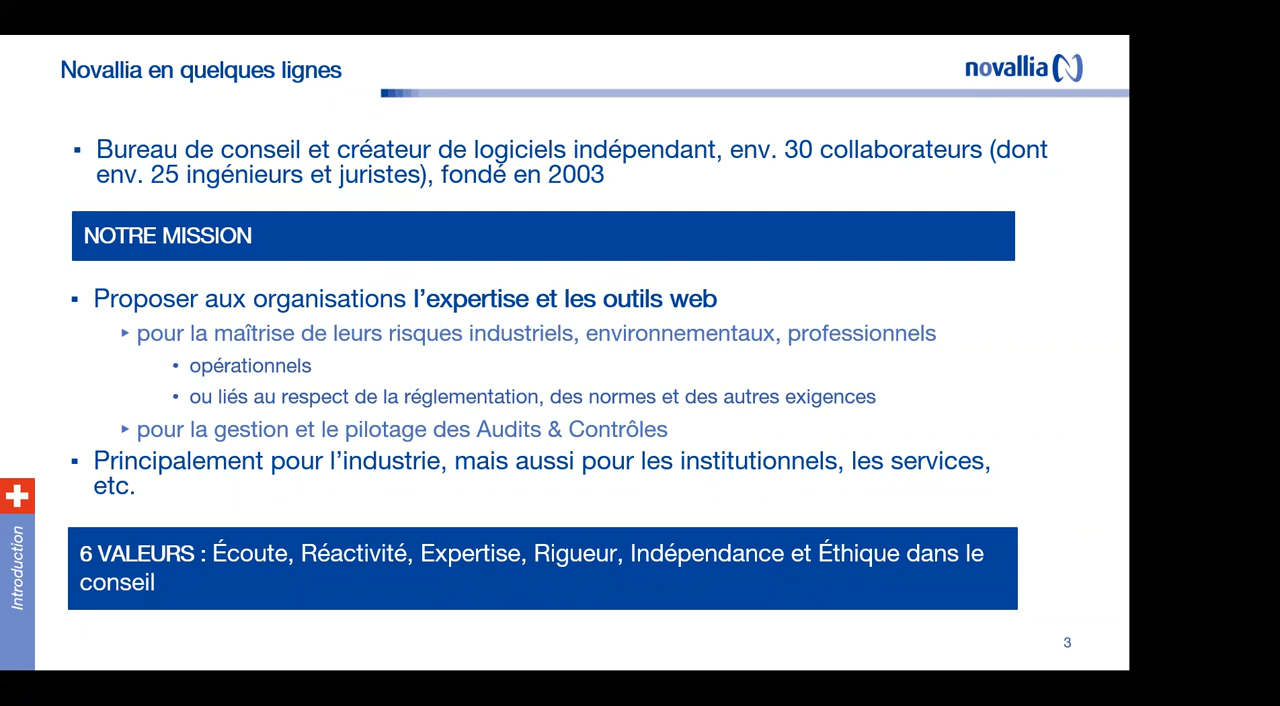 Novallia en quelques lignes
novallia
▪ Bureau de conseil et créateur de logiciels indépendant, env. 30 collaborateurs (dont
env. 25 ingénieurs et juristes), fondé en 2003
NOTRE MISSION
▪ Proposer aux organisations l’expertise et les outils web
▸ pour la maîtrise de leurs risques industriels, environnementaux, professionnels
• opérationnels
• ou liés au respect de la réglementation, des normes et des autres exigences
▸ pour la gestion et le pilotage des Audits & Contrôles
▪ Principalement pour l’industrie, mais aussi pour les institutionnels, les services,
etc.
6 VALEURS : Écoute, Réactivité, Expertise, Rigueur, Indépendance et Éthique dans le
conseil
Introduction
3